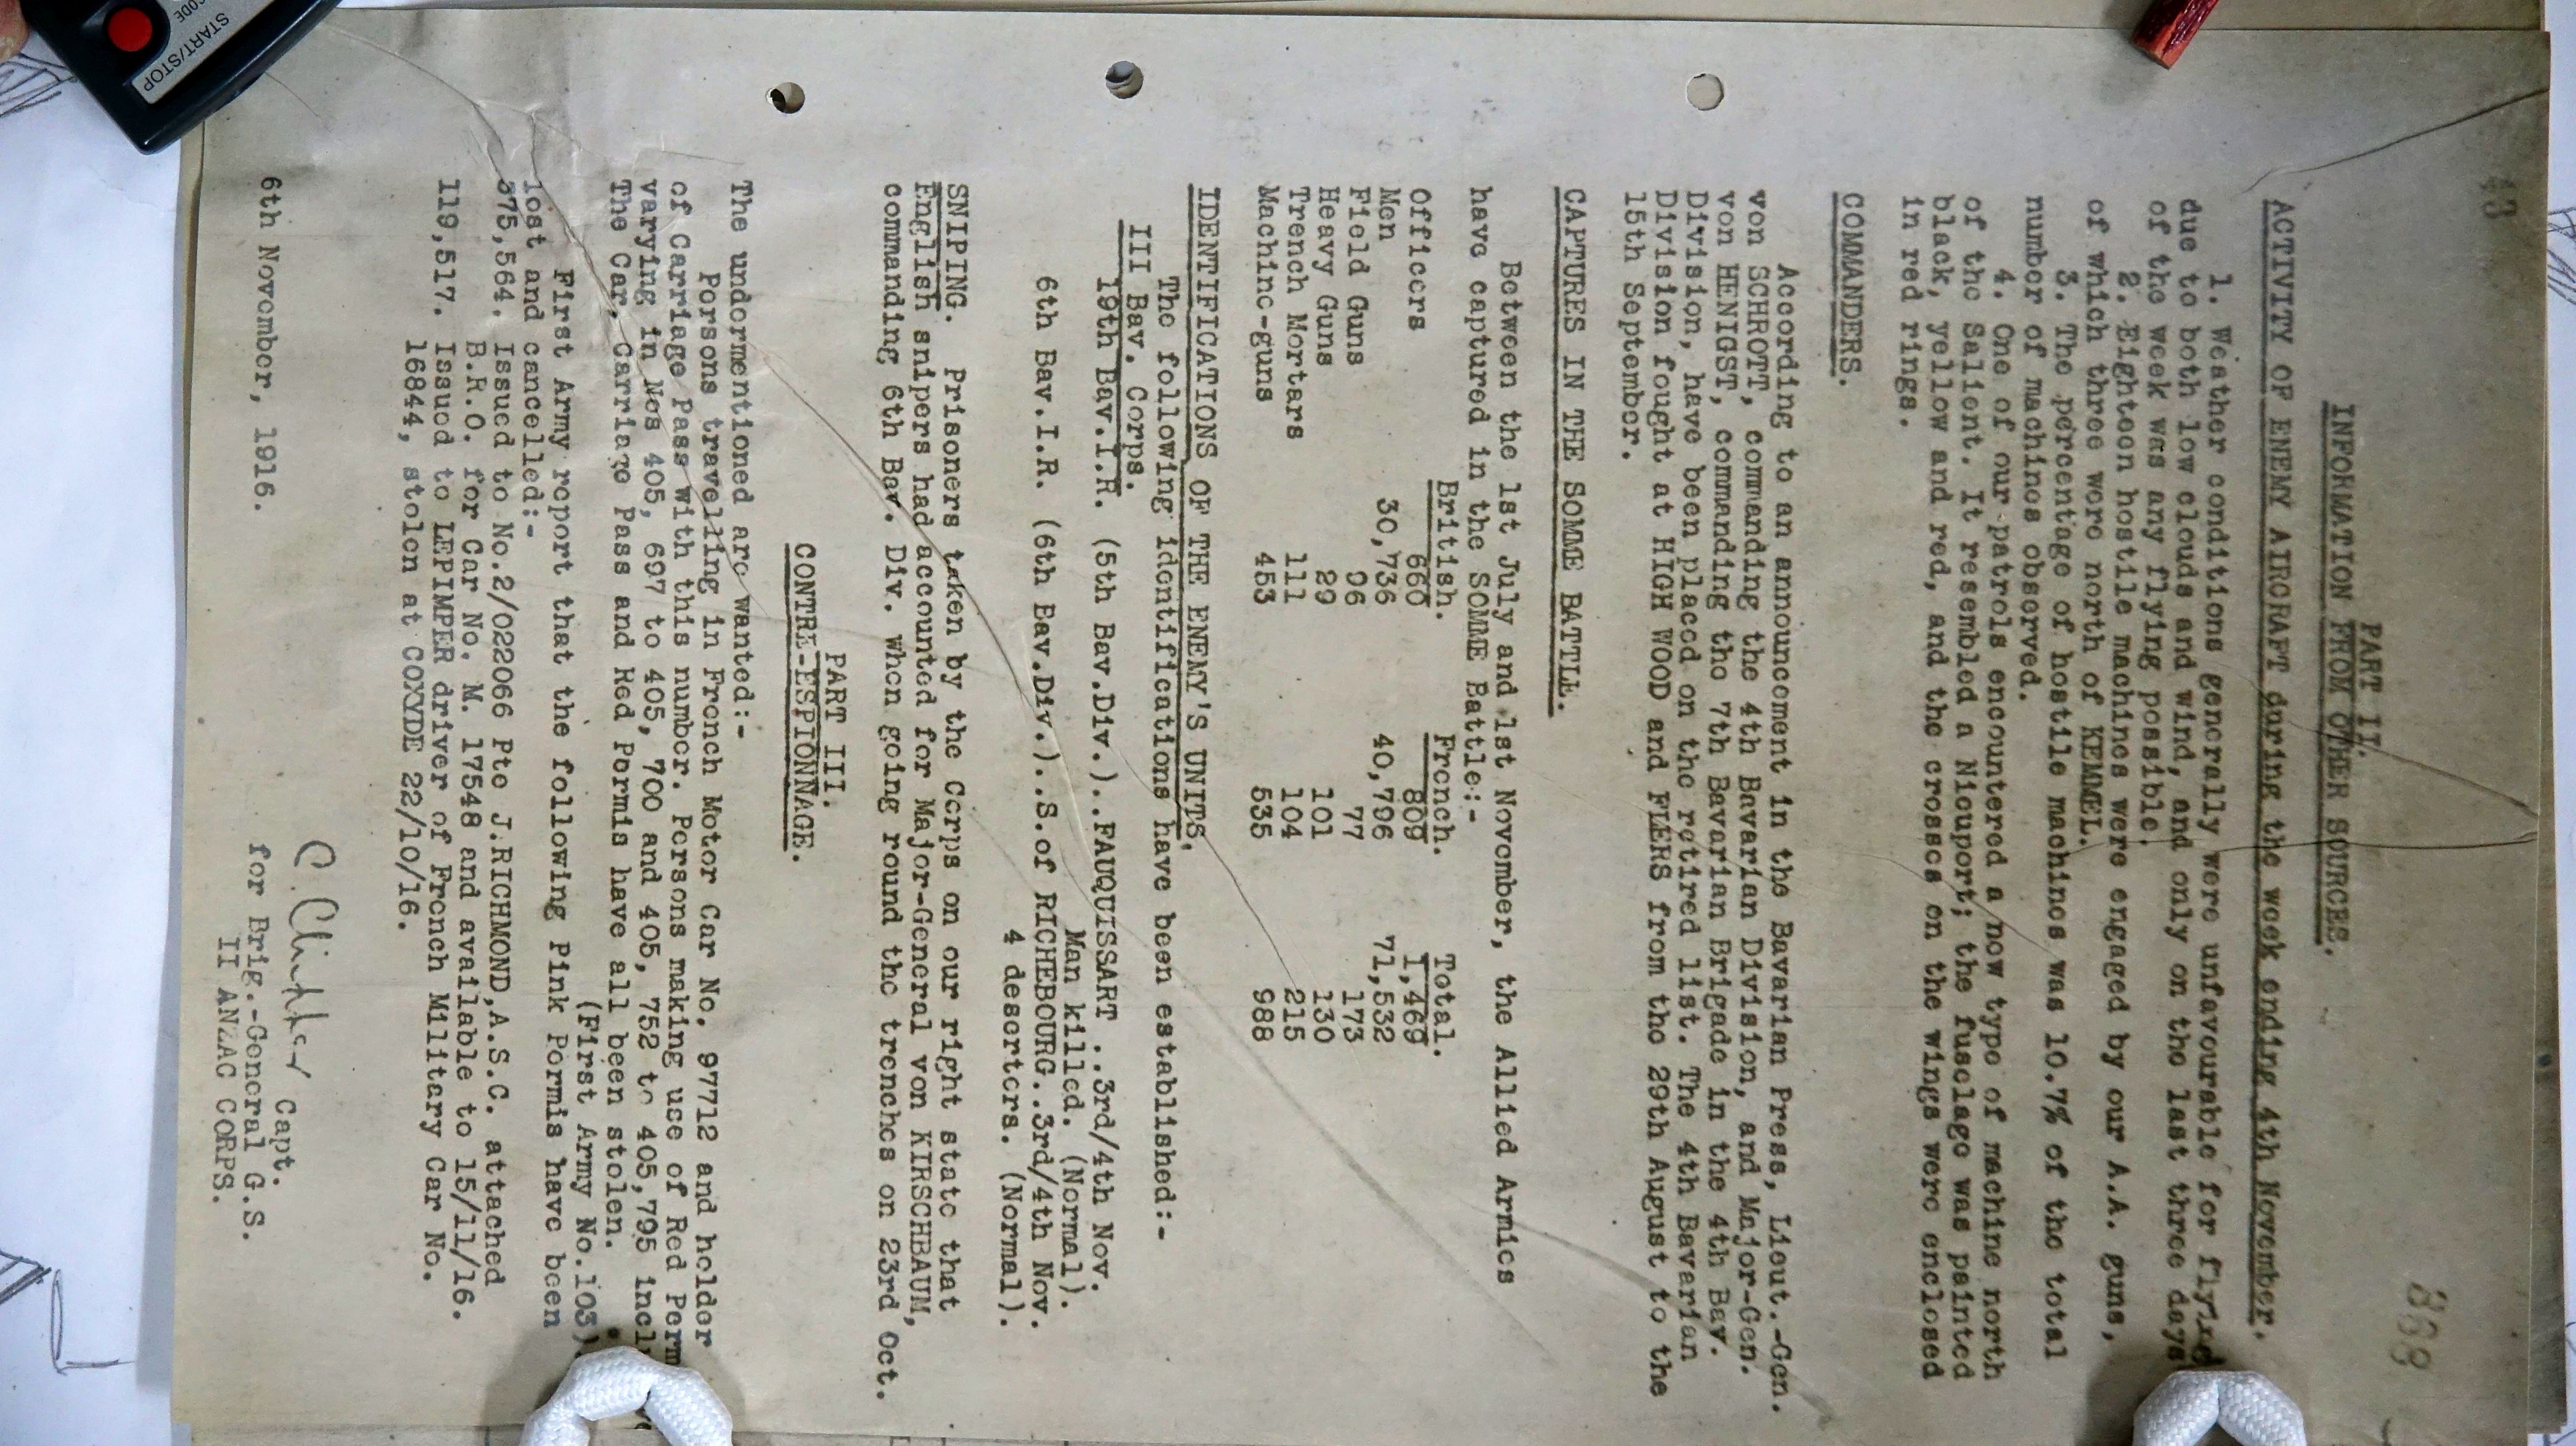 43
888
PART II.
INFORMATION FROM OTHER SOURCES.
ACTIVITY OF ENEMY AIRCRAFT during the week ending 4th November.
1. Weather conditions generally were unfavourable for flying
due to both low clouds and wind, and only on the last three days
of the week was any flying possible.
2. Eighteen hostile machines were engaged by our A.A. guns,
of which three were north of KEMMEL.
3. The percentage of hostile machines was 10.7% of the total
number of machines observed.
4. One of our patrols encountered a new type of machine north
of the Salient. It resembled a Nieuport; the fuselage was painted
black, yellow and red, and the crosses on the wings were enclosed
in red rings.
COMMANDERS.
According to an announcement in the Bavarian Press, Lieut.-Gen.
von SCHROTT, commanding the 4th Bavarian Division, and Major-Gen.
von HENIGST, commanding the 7th Bavarian Brigade in the 4th Bav.
Division, have been placed on the retired list. The 4th Bavarian
Division fought at HIGH WOOD and FLERS from the 29th August to the
15th September.
CAPTURES IN THE SOMME BATTLE.
Between the 1st July and 1st November, the Allied Armies
have captured in the SOMME Battle:-
British. French. Total.
Officers 660 809 1,469
Men 30,736 40,796 71,532
Field Guns 96 77 173
Heavy Guns 29 101 130
Trench Mortars 111 104 215
Machine-guns 453 535 988
IDENTIFICATIONS OF THE ENEMY'S UNITS.
The following identifications have been established:-
III Bav. Corps.
19th Bav.I.R. (5th Bav.Div.)..FAUQUISSART ..3rd/4th Nov.
Man killed. (Normal).
6th Bav.I.R. (6th Bav.Div.)..S.of RICHEBOURG..3rd/4th Nov.
4 deserters. (Normal).
SNIPING. Prisoners taken by the Corps on our right state that
English snipers had accounted for Major-General von KIRSCHBAUM,
commanding 6th Bav. Div. when going round the trenches on 23rd Oct.
PART III.
CONTRE-ESPIONNAGE.
The undermentioned are wanted:-
Persons travelling in French Motor Car No. 97712 and holder
of Carriage Pass with this number. Persons making use of Red Perm
varying in Nos 405, 697 to 405, 700 and 405, 752 to 405,795 incl
The Car, Carriage Pass and Red Permis have all been stolen.
(First Army No.103).
First Army report that the following Pink Permis have been
lost and cancelled:-
375,564. Issued to No.2/022066 Pte J.RICHMOND,A.S.C. attached
B.R.O. for Car No. M. 17548 and available to 15/11/16.
119,517. Issued to LEPIMPER driver of French Military Car No.
16844, stolen at COXYDE 22/10/16.
Capt.
6th November, 1916. for Brig.-General G.S.
II ANZAC CORPS.
START/STOP
CODE